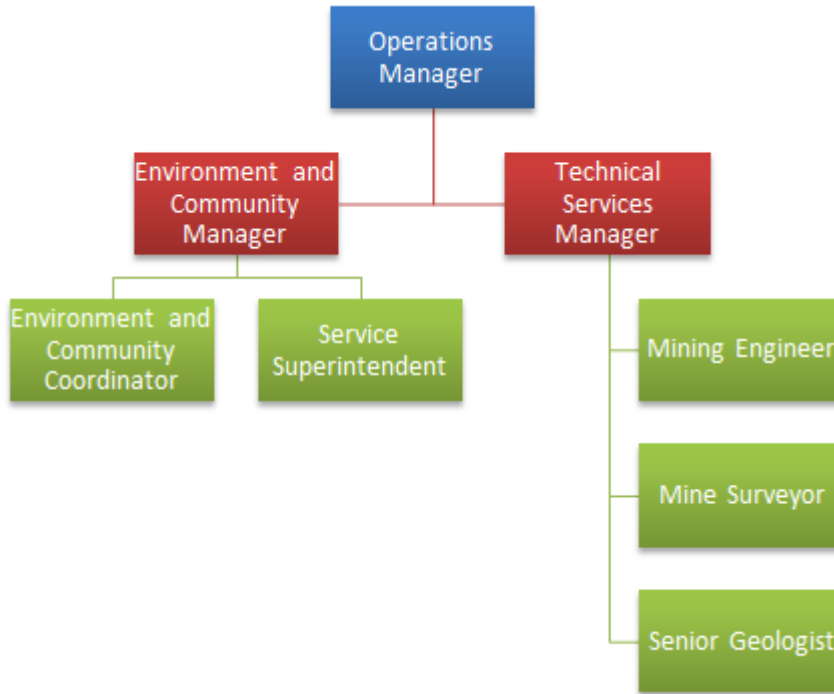 Operations
Manager
Environment and
Community
Manager
Technical
Services
Manager
Environment and
Community
Coordinator
Service
Superintendent
Mining Engineer
Mine Surveyor
Senior Geologist